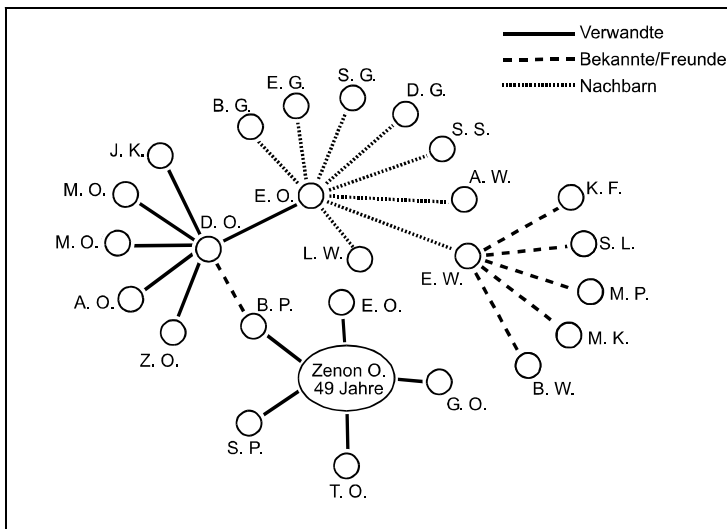 Verwandte
Bekannte/Freunde
Nachbarn
S. G.
E. G.
B. G.
D. G.
S. S.
J. K.
A. W.
M. O.
E. O.
K. F.
D. O.
M. O.
S. L.
L. W.
E. W.
A. O.
M. P.
B. P.
E. O.
M. K.
Z. O.
Zenon O.
49 Jahre
B. W.
G. O.
S. P.
T. O.